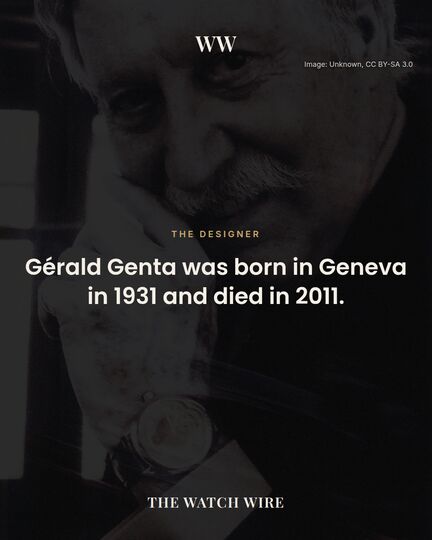 WW
Image: Unknown, CC BY-SA 3.0
THE DESIGNER
Gérald Genta was born in Geneva
in 1931 and died in 2011.
THE WATCH WIRE